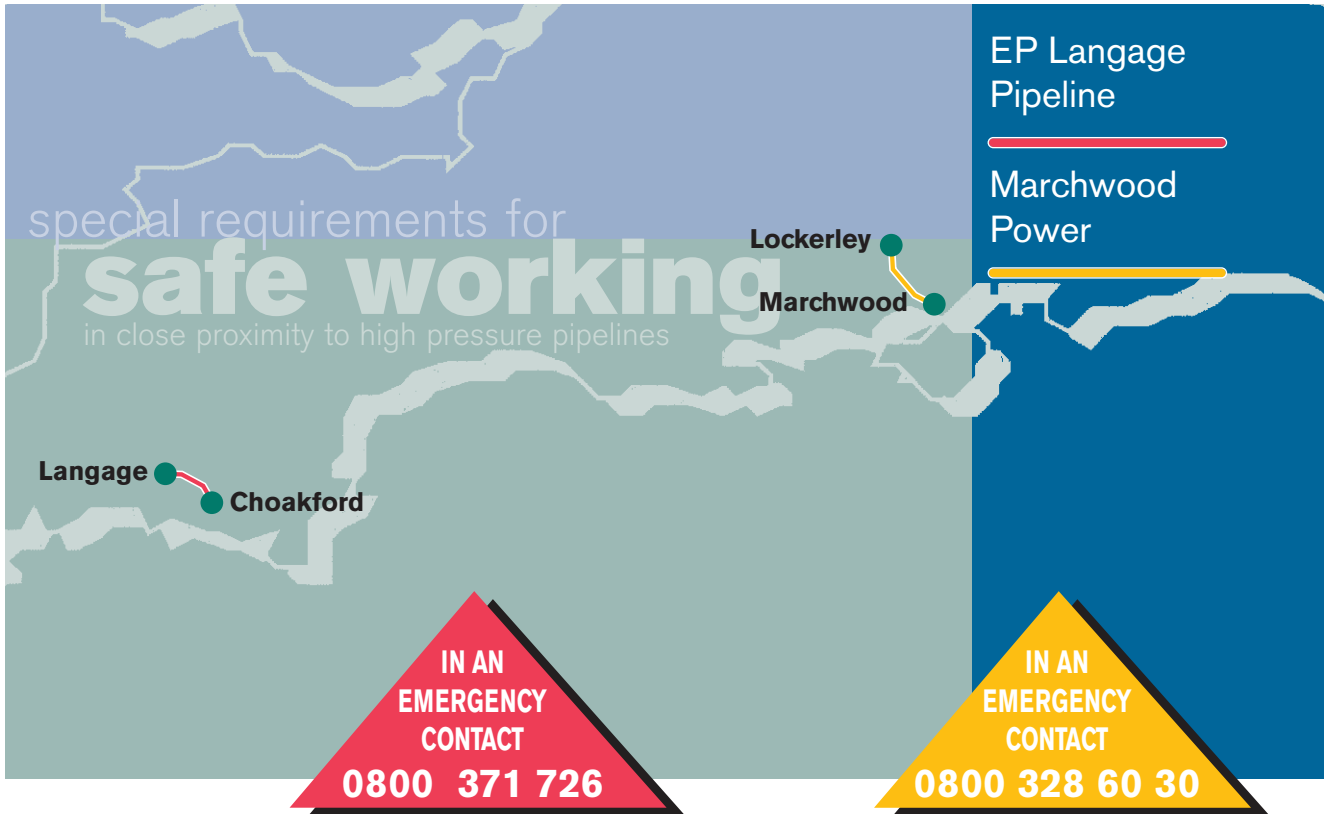 special requirements for
safe working
in close proximity to high pressure pipelines
EP Langage
Pipeline
Marchwood
Power
Lockerley
Marchwood
Langage
Choakford
IN AN
EMERGENCY
CONTACT
0800 371 726
IN AN
EMERGENCY
CONTACT
0800 328 60 30